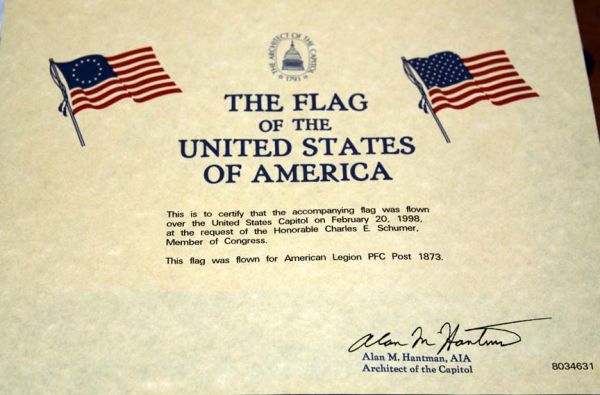 THE ARCHITECT OF THE CAPITOL
1793
THE FLAG
OF THE
UNITED STATES
OF AMERICA
This is to certify that the accompanying flag was flown
over the United States Capitol on February 20, 1998,
at the request of the Honorable Charles E. Schumer,
Member of Congress.
This flag was flown for American Legion PFC Post 1873.
Alan M Hantman
Alan M. Hantman, AIA
Architect of the Capitol
8034631